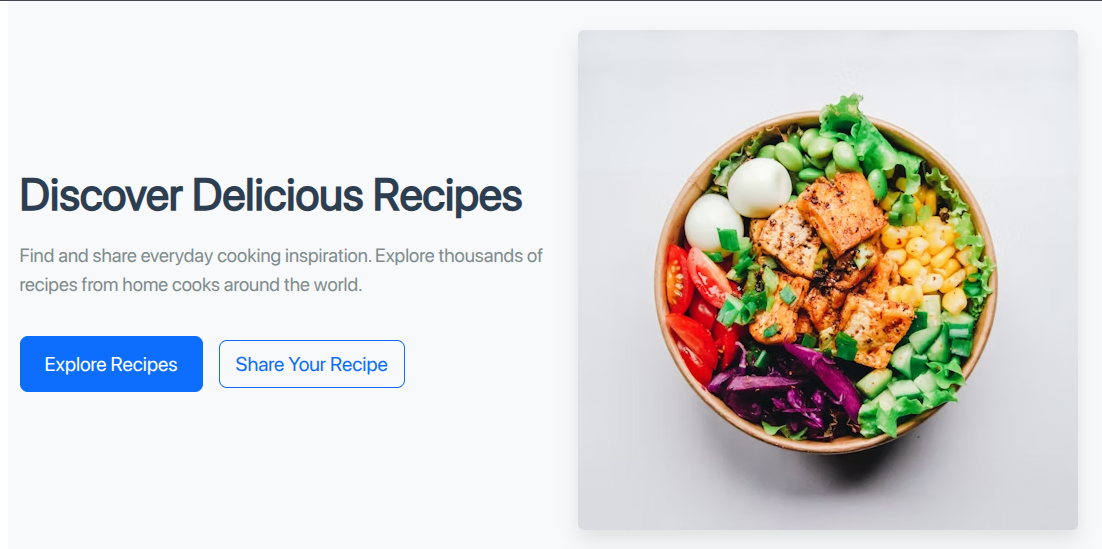 Discover Delicious Recipes
Find and share everyday cooking inspiration. Explore thousands of
recipes from home cooks around the world.
Explore Recipes
Share Your Recipe